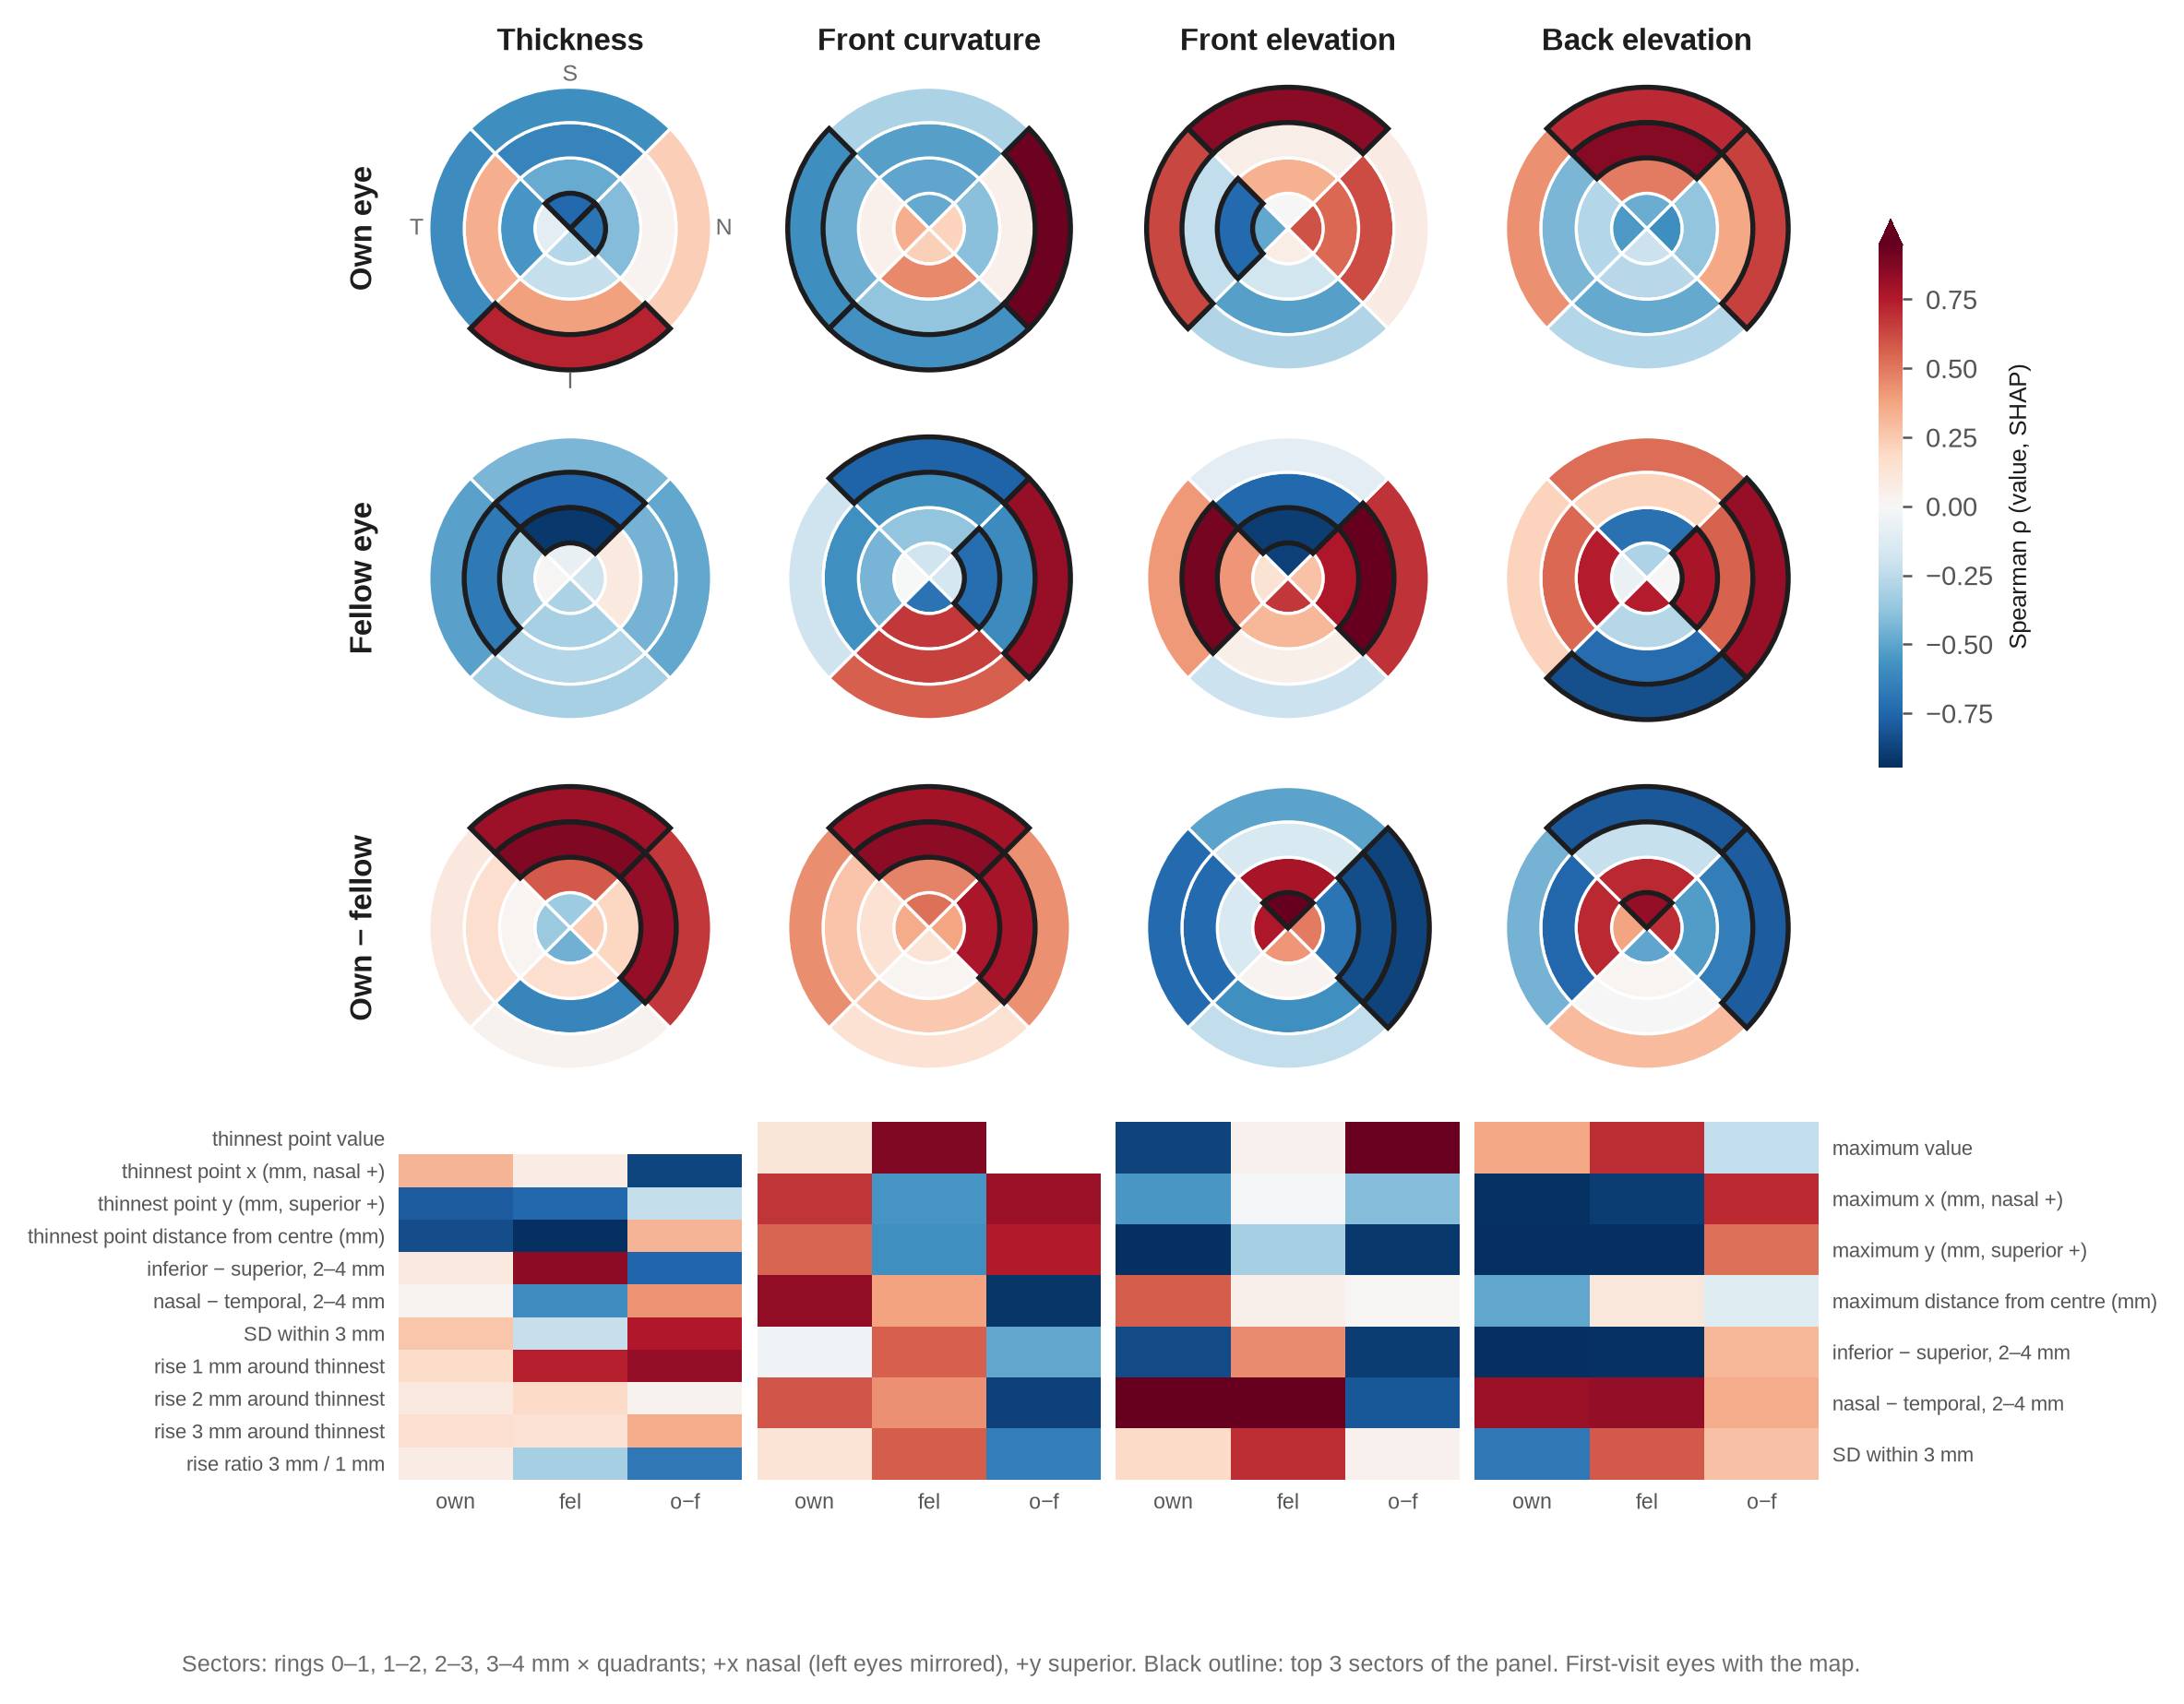 Thickness
Front curvature
Front elevation
Back elevation
S
T
N
I
Own eye
Fellow eye
Own − fellow
0.75
0.50
0.25
0.00
−0.25
−0.50
−0.75
Spearman ρ (value, SHAP)
thinnest point value
thinnest point x (mm, nasal +)
thinnest point y (mm, superior +)
thinnest point distance from centre (mm)
inferior − superior, 2–4 mm
nasal − temporal, 2–4 mm
SD within 3 mm
rise 1 mm around thinnest
rise 2 mm around thinnest
rise 3 mm around thinnest
rise ratio 3 mm / 1 mm
maximum value
maximum x (mm, nasal +)
maximum y (mm, superior +)
maximum distance from centre (mm)
inferior − superior, 2–4 mm
nasal − temporal, 2–4 mm
SD within 3 mm
own fel o−f
own fel o−f
own fel o−f
own fel o−f
Sectors: rings 0–1, 1–2, 2–3, 3–4 mm × quadrants; +x nasal (left eyes mirrored), +y superior. Black outline: top 3 sectors of the panel. First-visit eyes with the map.